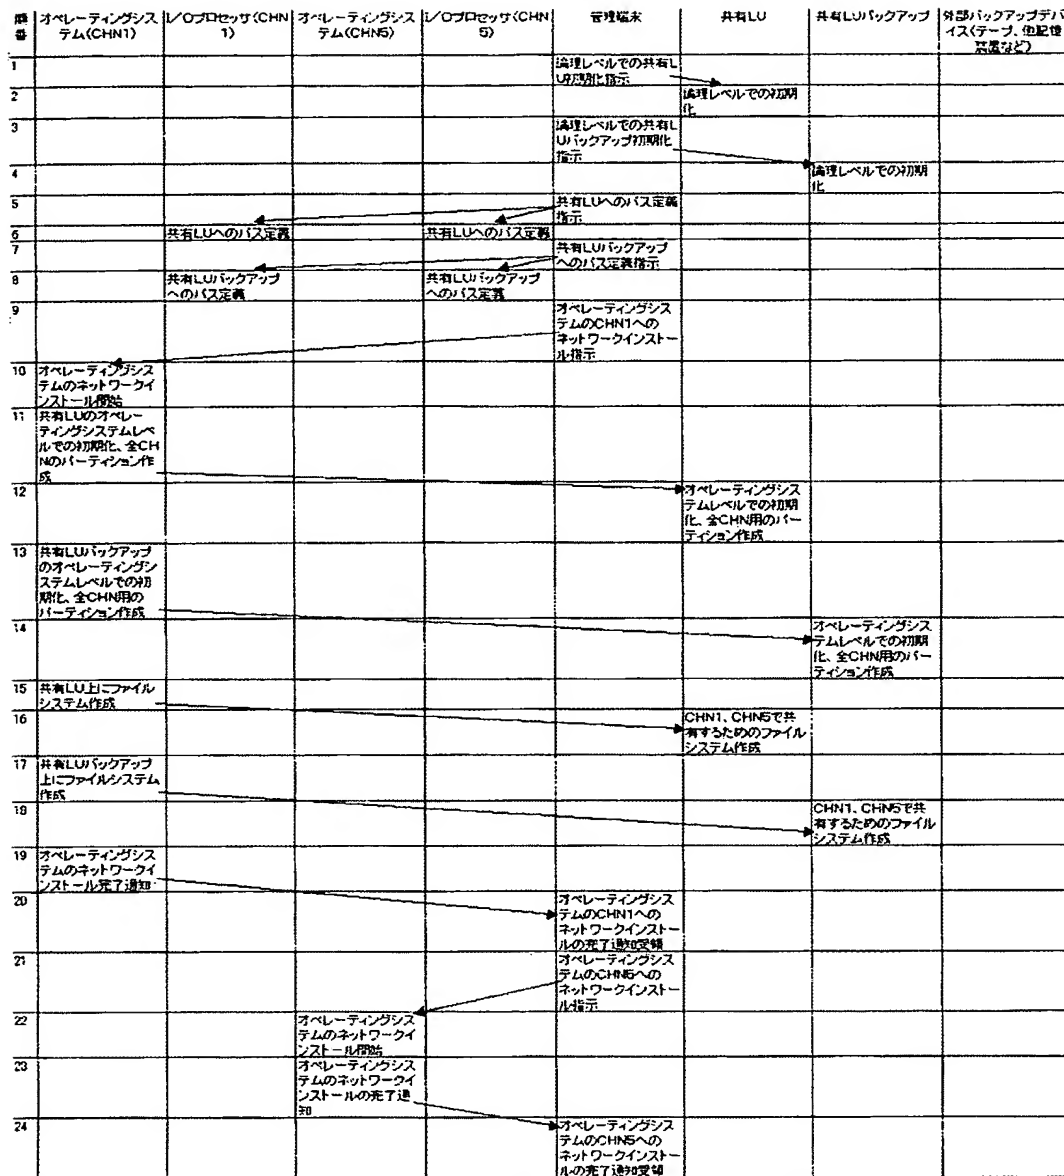 順番
オペレーティングシス
テム(CHN1)
I/Oプロセッサ(CHN
1)
オペレーティングシス
テム(CHN5)
I/Oプロセッサ(CHN
5)
管理端末
共有LU
共有LUバックアップ
外部バックアップデバ
イス(テープ、他記憶
装置など)
1
論理レベルでの共有L
U初期化指示
2
論理レベルでの初期
化
3
論理レベルでの共有L
Uバックアップ初期化
指示
4
論理レベルでの初期
化
5
共有LUへのパス定義
指示
6
共有LUへのパス定義
共有LUへのパス定義
7
共有LUバックアップ
へのパス定義指示
8
共有LUバックアップ
へのパス定義
共有LUバックアップ
へのパス定義
9
オペレーティングシス
テムのCHN1への
ネットワークインストー
ル指示
10
オペレーティングシス
テムのネットワークイ
ンストール開始
11
共有LUのオペレー
ティングシステムレベ
ルでの初期化、全CH
Nのパーティション作
成
12
オペレーティングシス
テムレベルでの初期
化、全CHN用のパー
ティション作成
13
共有LUバックアップ
のオペレーティングシ
ステムレベルでの初
期化、全CHN用の
パーティション作成
14
オペレーティングシス
テムレベルでの初期
化、全CHN用のパー
ティション作成
15
共有LU上にファイル
システム作成
16
CHN1、CHN5で共
有するためのファイル
システム作成
17
共有LUバックアップ
上にファイルシステム
作成
18
CHN1、CHN5で共
有するためのファイル
システム作成
19
オペレーティングシス
テムのネットワークイ
ンストール完了通知
20
オペレーティングシス
テムのCHN1への
ネットワークインストー
ルの完了通知受領
21
オペレーティングシス
テムのCHN5への
ネットワークインストー
ル指示
22
オペレーティングシス
テムのネットワークイ
ンストール開始
23
オペレーティングシス
テムのネットワークイ
ンストールの完了通
知
24
オペレーティングシス
テムのCHN5への
ネットワークインストー
ルの完了通知受領